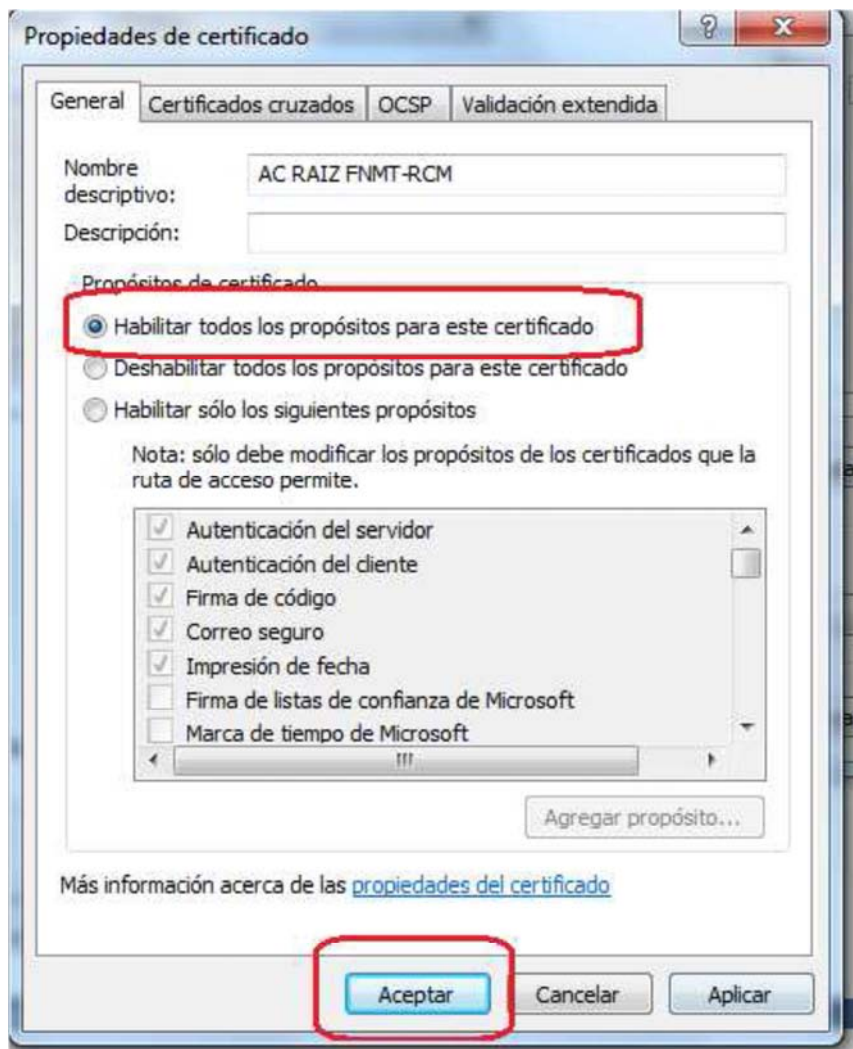 Propiedades de certificado
General Certificados cruzados OCSP Validación extendida
Nombre
descriptivo:
AC RAIZ FNMT-RCM
Descripción:
Propósitos de certificado
Habilitar todos los propósitos para este certificado
Deshabilitar todos los propósitos para este certificado
Habilitar sólo los siguientes propósitos
Nota: sólo debe modificar los propósitos de los certificados que la
ruta de acceso permite.
Autenticación del servidor
Autenticación del cliente
Firma de código
Correo seguro
Impresión de fecha
Firma de listas de confianza de Microsoft
Marca de tiempo de Microsoft
Agregar propósito...
Más información acerca de las propiedades del certificado
Aceptar Cancelar Aplicar